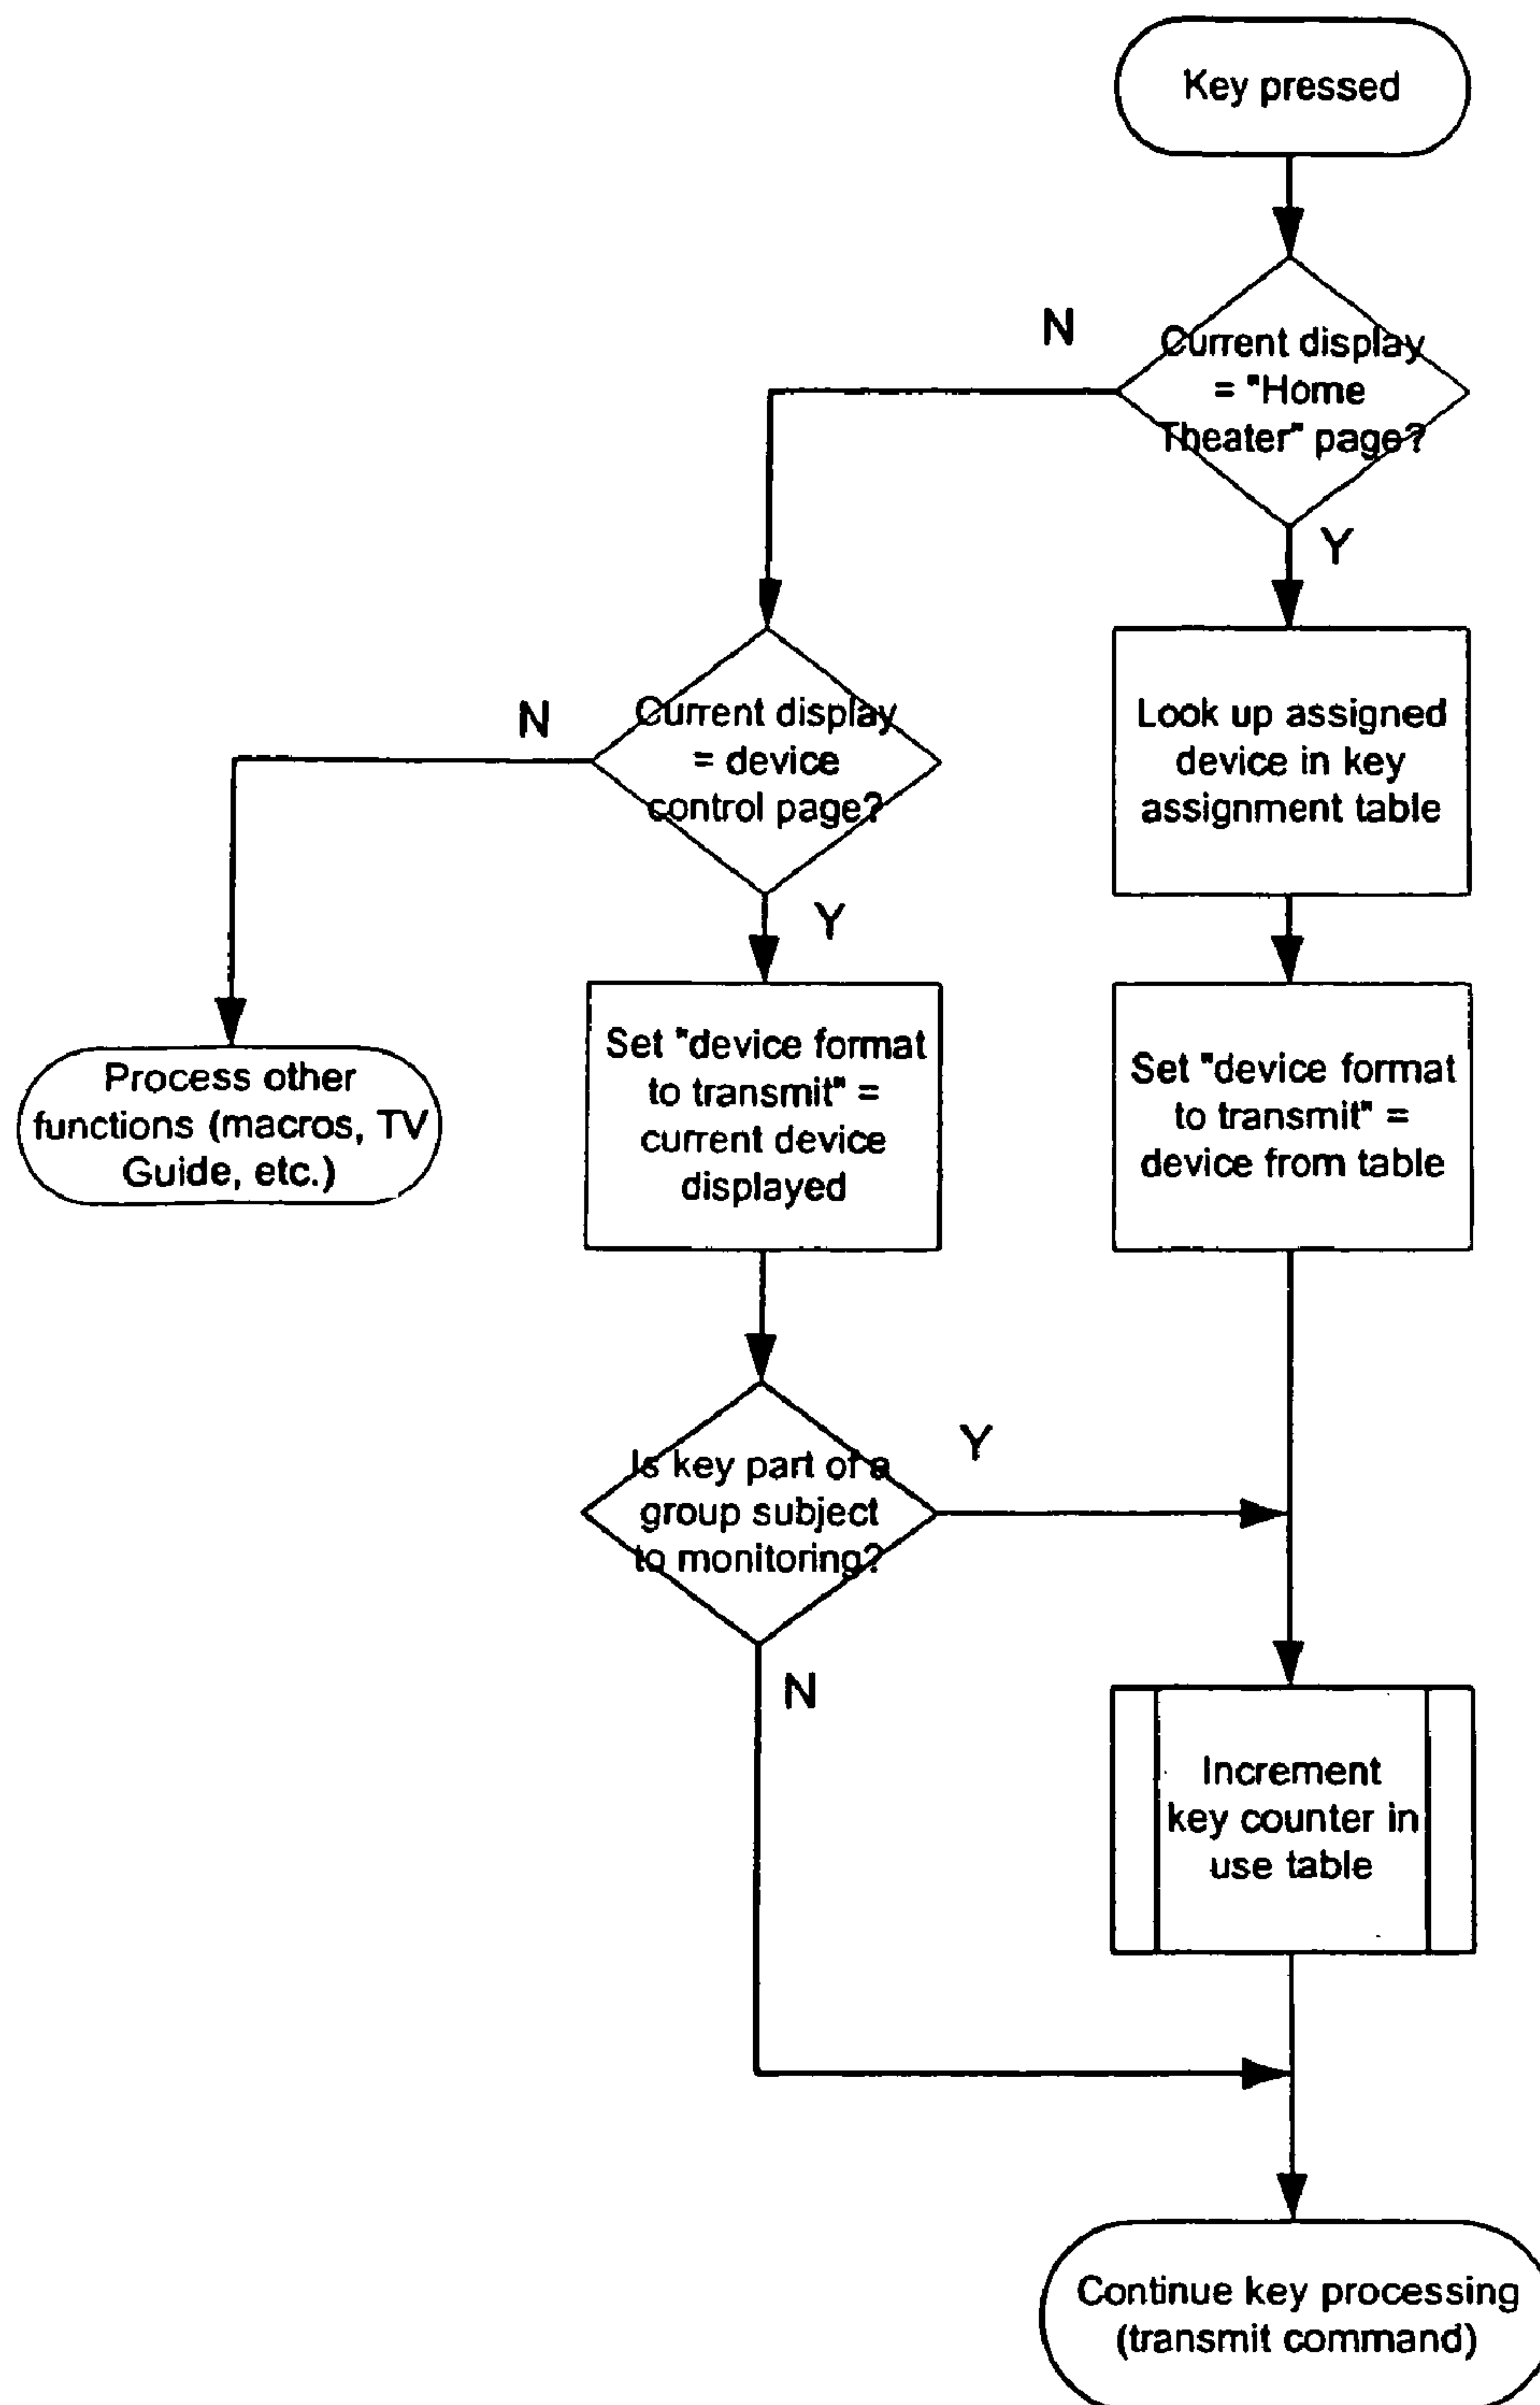 Key pressed
N
Current display
= "Home
Theater" page?
Y
N
Current display
= device
control page?
Look up assigned
device in key
assignment table
Y
Process other
functions (macros, TV
Guide, etc.)
Set "device format
to transmit" =
current device
displayed
Set "device format
to transmit" =
device from table
Is key part of a
group subject
to monitoring?
Y
N
Increment
key counter in
use table
Continue key processing
(transmit command)